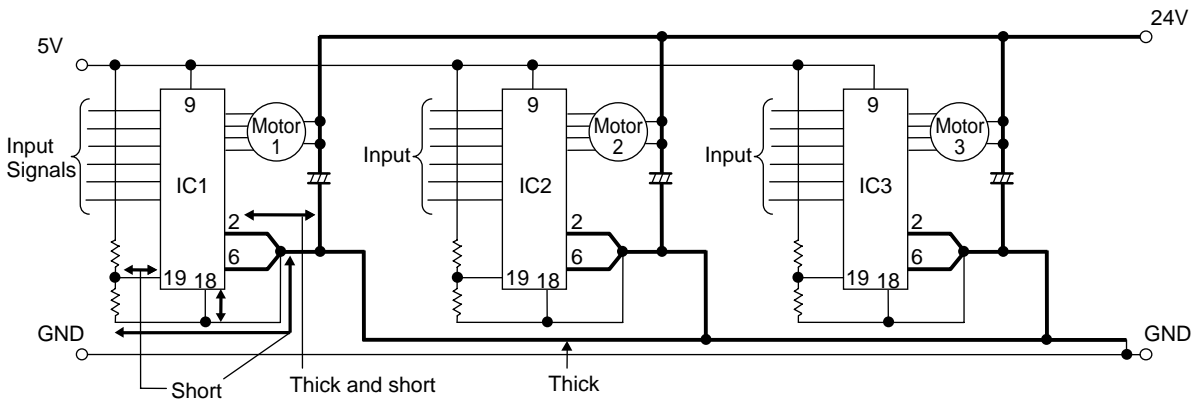 24V
5V
9
9
9
Input
Signals
Motor
1
Input
Motor
2
Input
Motor
3
IC1
IC2
IC3
2
2
2
6
6
6
19
18
19
18
19
18
GND
GND
Short
Thick and short
Thick